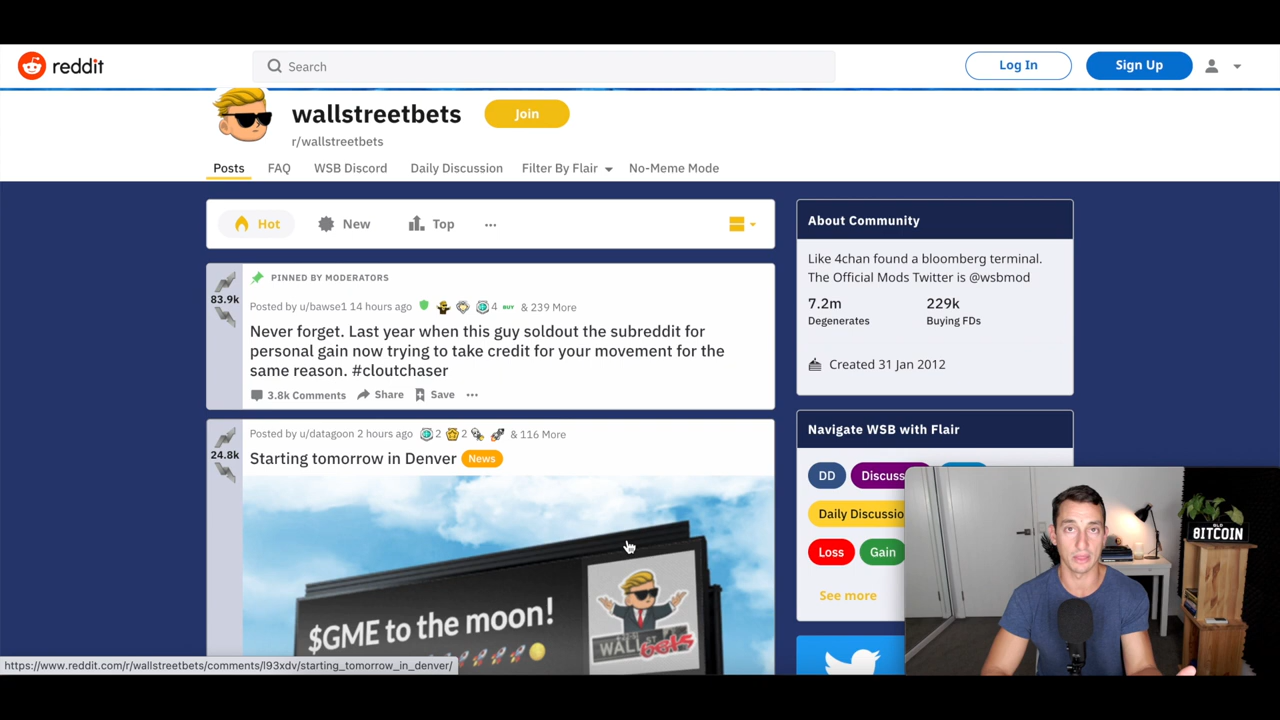 reddit
Search
Log In
Sign Up
wallstreetbets
Join
r/wallstreetbets
Posts FAQ WSB Discord Daily Discussion Filter By Flair No-Meme Mode
Hot New Top ...
83.9k
PINNED BY MODERATORS
Posted by u/bawse1 14 hours ago 4 BUY & 239 More
Never forget. Last year when this guy soldout the subreddit for
personal gain now trying to take credit for your movement for the
same reason. #cloutchaser
3.8k Comments Share Save ...
24.8k
Posted by u/datagoon 2 hours ago 2 2 & 116 More
Starting tomorrow in Denver News
$GME to the moon!
WALL ST bets
About Community
Like 4chan found a bloomberg terminal.
The Official Mods Twitter is @wsbmod
7.2m 229k
Degenerates Buying FDs
Created 31 Jan 2012
Navigate WSB with Flair
DD Discuss
Daily Discussio
Loss Gain
See more
BITCOIN
https://www.reddit.com/r/wallstreetbets/comments/l93xdv/starting_tomorrow_in_denver/